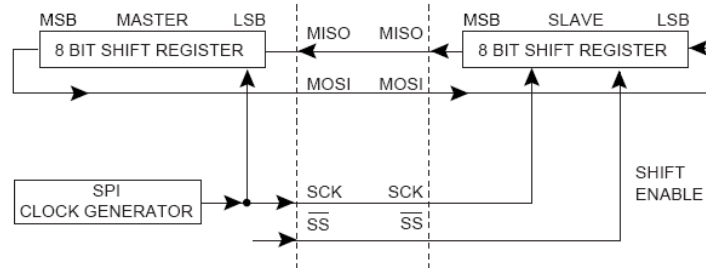 MSB MASTER LSB MISO MISO MSB SLAVE LSB
8 BIT SHIFT REGISTER 8 BIT SHIFT REGISTER
MOSI MOSI
SHIFT
ENABLE
SPI
CLOCK GENERATOR
SCK SCK
SS SS